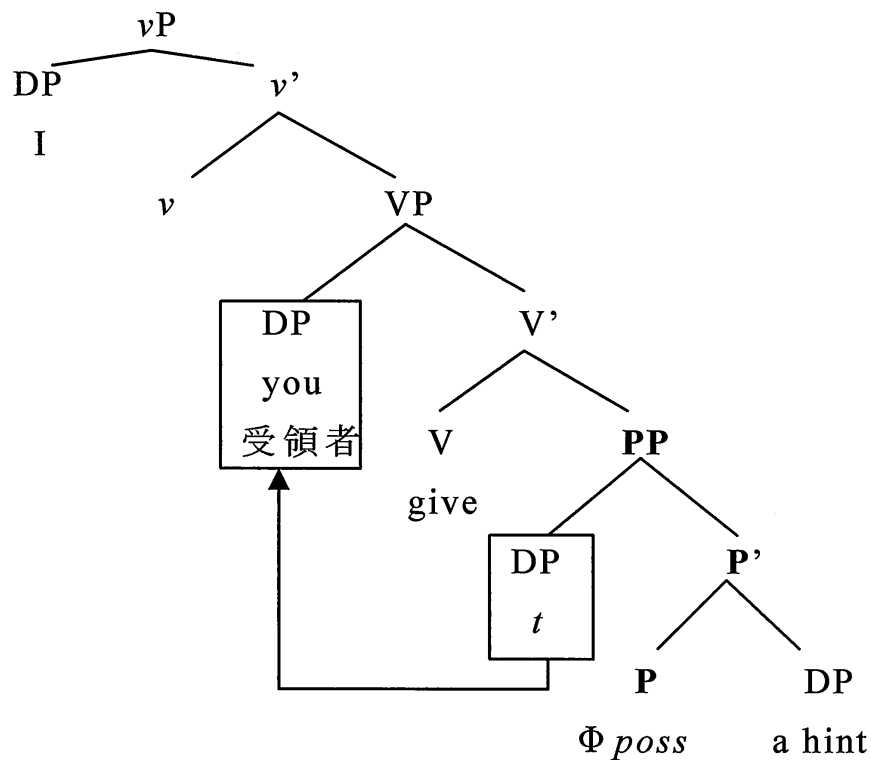 vP
DP v’
I
v VP
DP V’
you
受領者 V PP
give
DP P’
t
P DP
Φ poss a hint